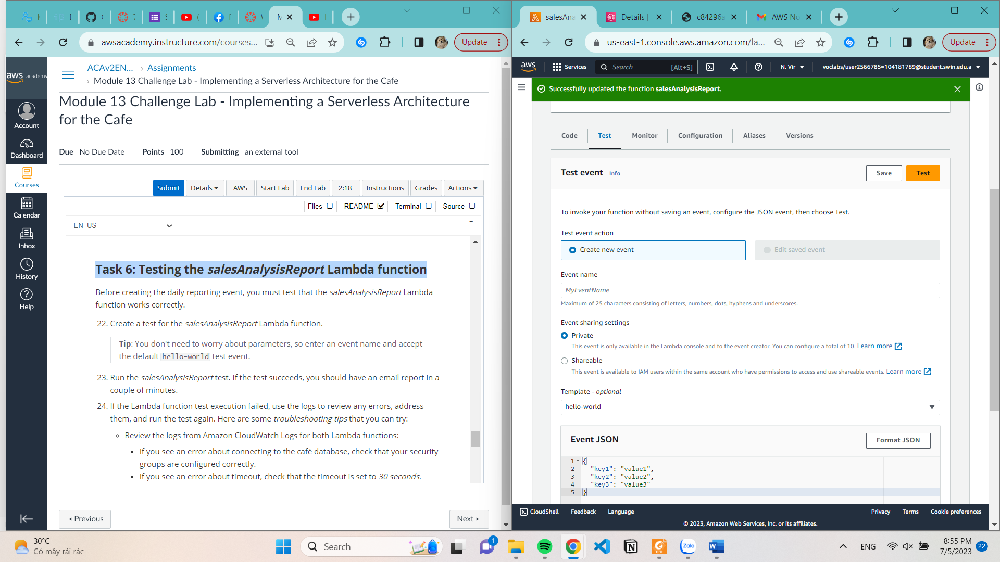 awsacademy.instructure.com/courses...
Update
aws academy
Account
Dashboard
Courses
Calendar
Inbox
History
Help
ACAv2EN... > Assignments
> Module 13 Challenge Lab - Implementing a Serverless Architecture for the Cafe
Module 13 Challenge Lab - Implementing a Serverless Architecture
for the Cafe
Due No Due Date Points 100 Submitting an external tool
Submit Details AWS Start Lab End Lab 2:18 Instructions Grades Actions
Files README Terminal Source
EN_US
Task 6: Testing the salesAnalysisReport Lambda function
Before creating the daily reporting event, you must test that the salesAnalysisReport Lambda
function works correctly.
22. Create a test for the salesAnalysisReport Lambda function.
Tip: You don't need to worry about parameters, so enter an event name and accept
the default hello-world test event.
23. Run the salesAnalysisReport test. If the test succeeds, you should have an email report in a
couple of minutes.
24. If the Lambda function test execution failed, use the logs to review any errors, address
them, and run the test again. Here are some troubleshooting tips that you can try:
Review the logs from Amazon CloudWatch Logs for both Lambda functions:
If you see an error about connecting to the café database, check that your security
groups are configured correctly.
If you see an error about timeout, check that the timeout is set to 30 seconds.
Previous
Next
salesAna
Details |
c84296a
AWS No
us-east-1.console.aws.amazon.com/la...
Update
aws Services Search [Alt+S] N. Vir voclabs/user2566785=104181789@student.swin.edu.a
Successfully updated the function salesAnalysisReport.
Code Test Monitor Configuration Aliases Versions
Test event Info
Save Test
To invoke your function without saving an event, configure the JSON event, then choose Test.
Test event action
Create new event
Edit saved event
Event name
MyEventName
Maximum of 25 characters consisting of letters, numbers, dots, hyphens and underscores.
Event sharing settings
Private
This event is only available in the Lambda console and to the event creator. You can configure a total of 10. Learn more
Shareable
This event is available to IAM users within the same account who have permissions to access and use shareable events. Learn more
Template - optional
hello-world
Event JSON
Format JSON
1 {
2 "key1": "value1",
3 "key2": "value2",
4 "key3": "value3"
5 }
CloudShell Feedback Language
Privacy Terms Cookie preferences
© 2023, Amazon Web Services, Inc. or its affiliates.
30°C
Có mây rải rác
Search
1
Zalo
PDF
ENG
8:55 PM
7/5/2023
22